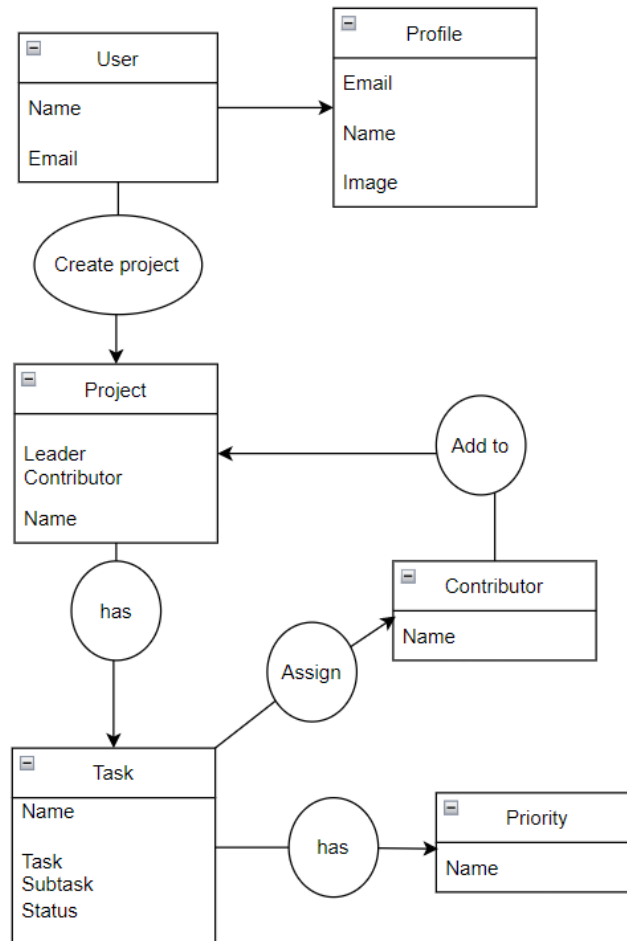 User
Name
Email
Profile
Email
Name
Image
Create project
Project
Leader
Contributor
Name
Add to
has
Contributor
Name
Assign
Task
Name
Task
Subtask
Status
has
Priority
Name